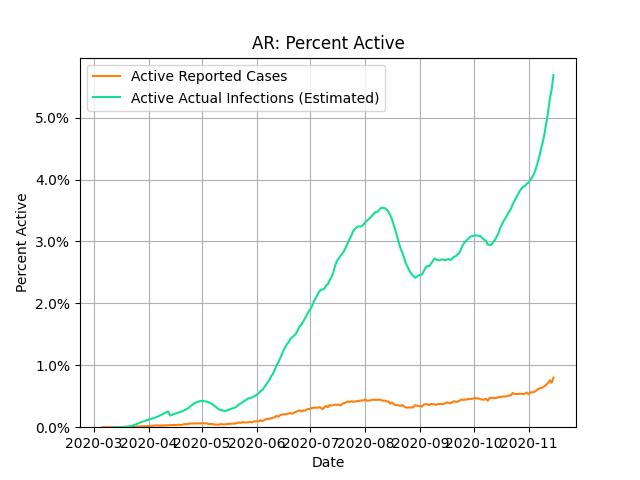 AR: Percent Active
Active Reported Cases
Active Actual Infections (Estimated)
Percent Active
5.0%
4.0%
3.0%
2.0%
1.0%
0.0%
2020-03 2020-04 2020-05 2020-06 2020-07 2020-08 2020-09 2020-10 2020-11
Date